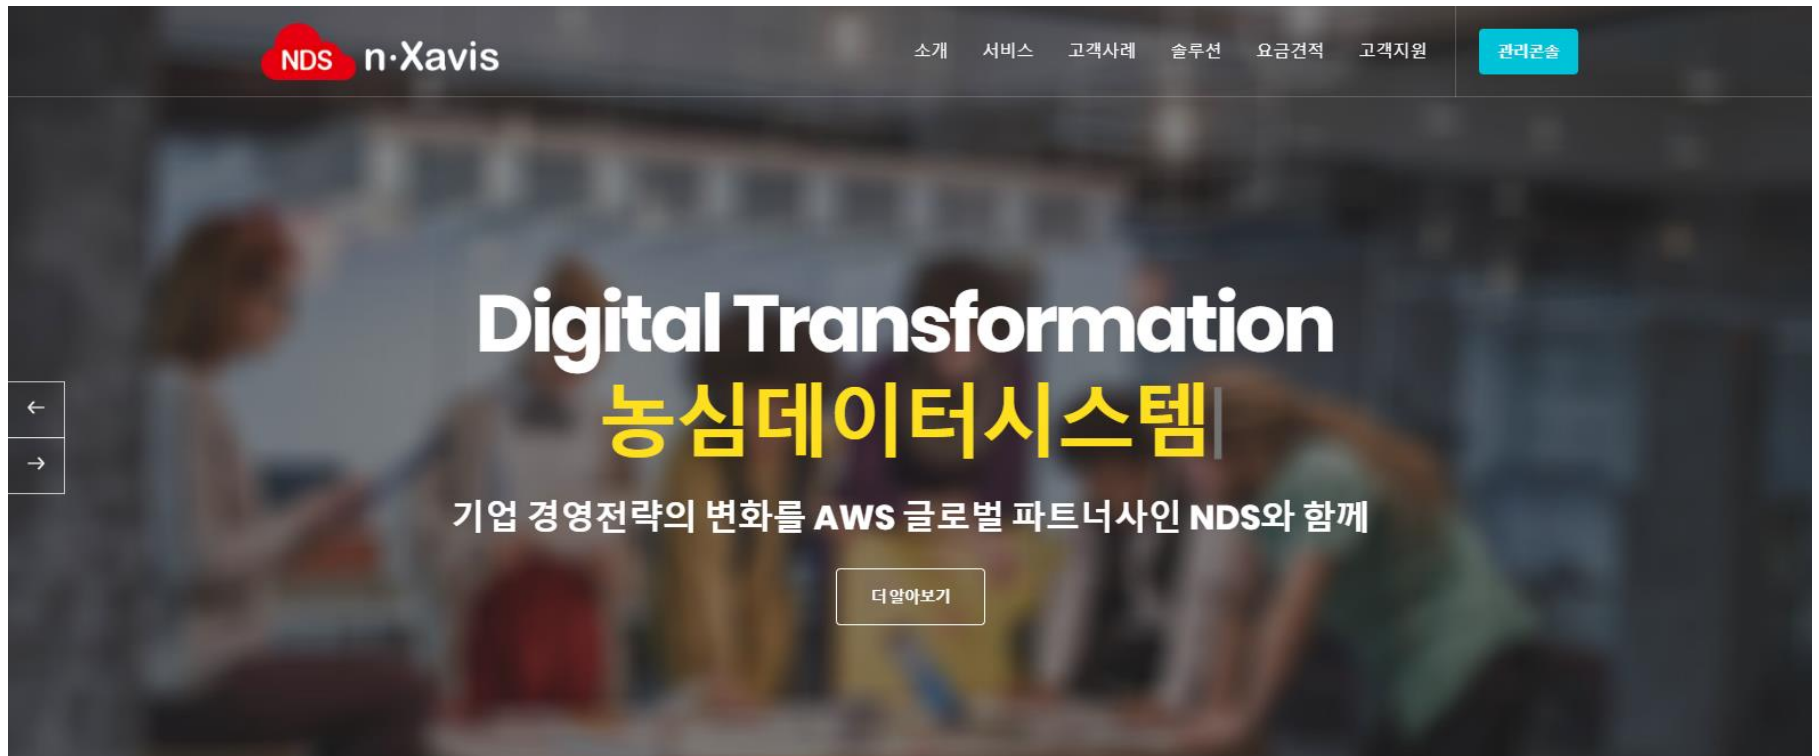 NDS n·Xavis
소개 서비스 고객사례 솔루션 요금견적 고객지원 관리콘솔
Digital Transformation
농심데이터시스템
기업 경영전략의 변화를 AWS 글로벌 파트너사인 NDS와 함께
더 알아보기